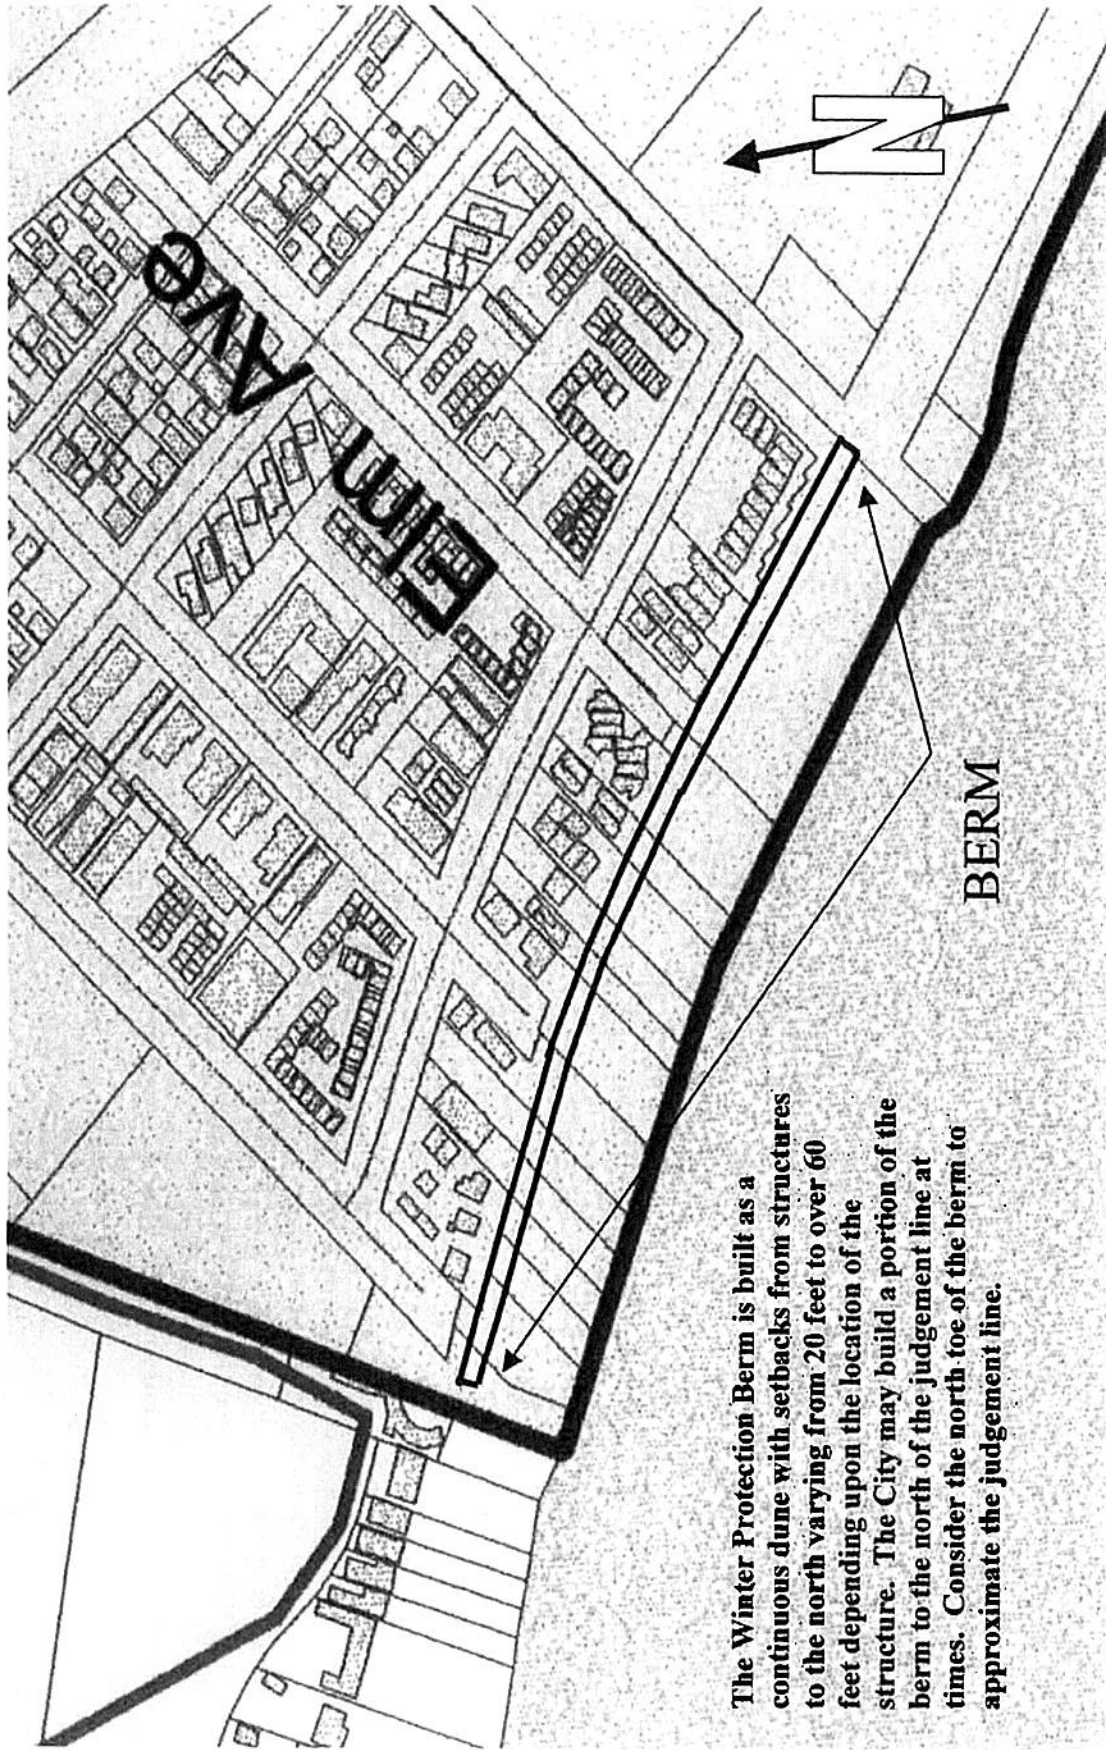 Elm Ave
N
BERM
The Winter Protection Berm is built as a
continuous dune with setbacks from structures
to the north varying from 20 feet to over 60
feet depending upon the location of the
structure. The City may build a portion of the
berm to the north of the judgement line at
times. Consider the north toe of the berm to
approximate the judgement line.